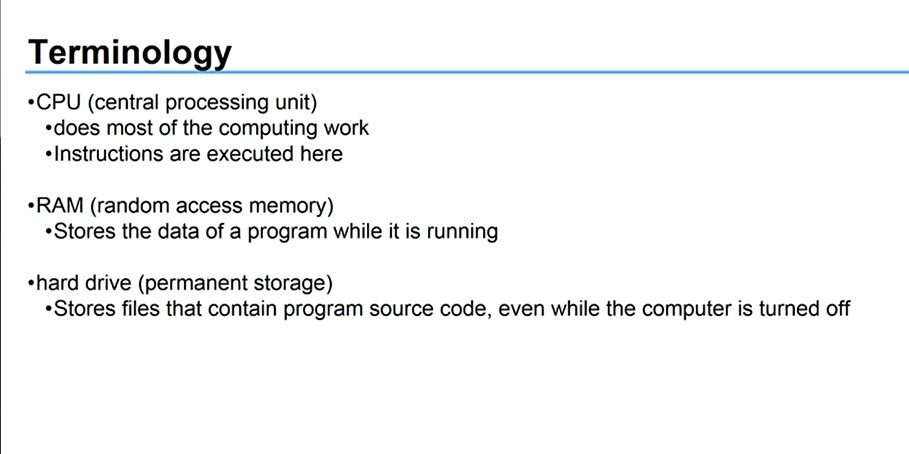 Terminology
•CPU (central processing unit)
•does most of the computing work
•Instructions are executed here
•RAM (random access memory)
•Stores the data of a program while it is running
•hard drive (permanent storage)
•Stores files that contain program source code, even while the computer is turned off